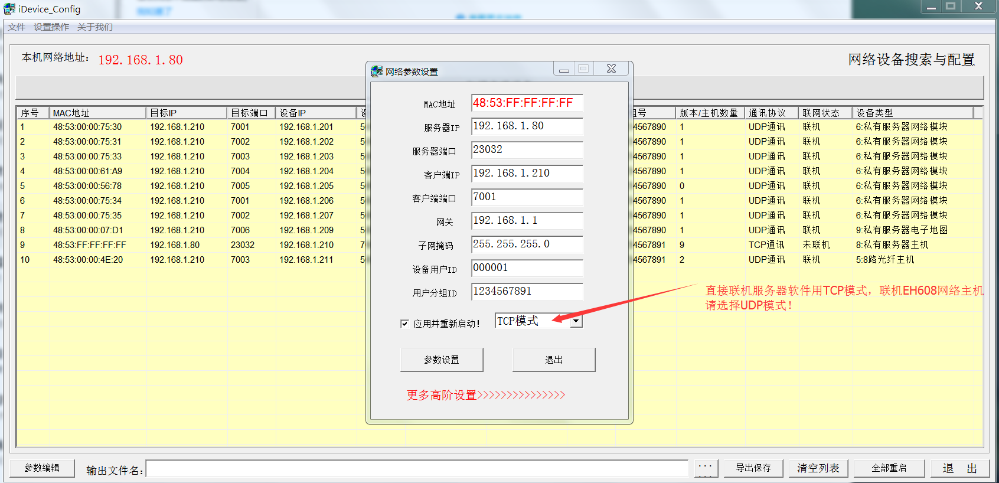 iDevice_Config
文件 设置操作 关于我们
本机网络地址： 192.168.1.80
网络设备搜索与配置
序号 MAC地址 目标IP 目标端口 设备IP 组号 版本/主机数量 通讯协议 联网状态 设备类型
1 48:53:00:00:75:30 192.168.1.210 7001 192.168.1.201 4567890 1 UDP通讯 联机 6:私有服务器网络模块
2 48:53:00:00:75:31 192.168.1.210 7002 192.168.1.202 4567890 1 UDP通讯 联机 6:私有服务器网络模块
3 48:53:00:00:75:33 192.168.1.210 7003 192.168.1.203 4567890 1 UDP通讯 联机 6:私有服务器网络模块
4 48:53:00:00:61:A9 192.168.1.210 7004 192.168.1.204 4567890 1 UDP通讯 联机 6:私有服务器网络模块
5 48:53:00:00:56:78 192.168.1.210 7005 192.168.1.205 4567890 0 UDP通讯 联机 6:私有服务器网络模块
6 48:53:00:00:75:34 192.168.1.210 7001 192.168.1.206 4567890 1 UDP通讯 联机 6:私有服务器网络模块
7 48:53:00:00:75:35 192.168.1.210 7002 192.168.1.207 4567890 1 UDP通讯 联机 6:私有服务器网络模块
8 48:53:00:00:07:D1 192.168.1.210 7006 192.168.1.209 4567890 1 UDP通讯 联机 9:私有服务器电子地图
9 48:53:FF:FF:FF:FF 192.168.1.80 23032 192.168.1.210 4567891 9 TCP通讯 未联机 8:私有服务器主机
10 48:53:00:00:4E:20 192.168.1.210 7003 192.168.1.211 4567891 2 UDP通讯 联机 5:8路光纤主机
网络参数设置
MAC地址 48:53:FF:FF:FF:FF
服务器IP 192.168.1.80
服务器端口 23032
客户端IP 192.168.1.210
客户端端口 7001
网关 192.168.1.1
子网掩码 255.255.255.0
设备用户ID 000001
用户分组ID 1234567891
应用并重新启动！ TCP模式
参数设置 退出
更多高阶设置>>>>>>>>>>>>>>>
直接联机服务器软件用TCP模式，联机EH608网络主机
请选择UDP模式！
参数编辑 输出文件名： ... 导出保存 清空列表 全部重启 退 出